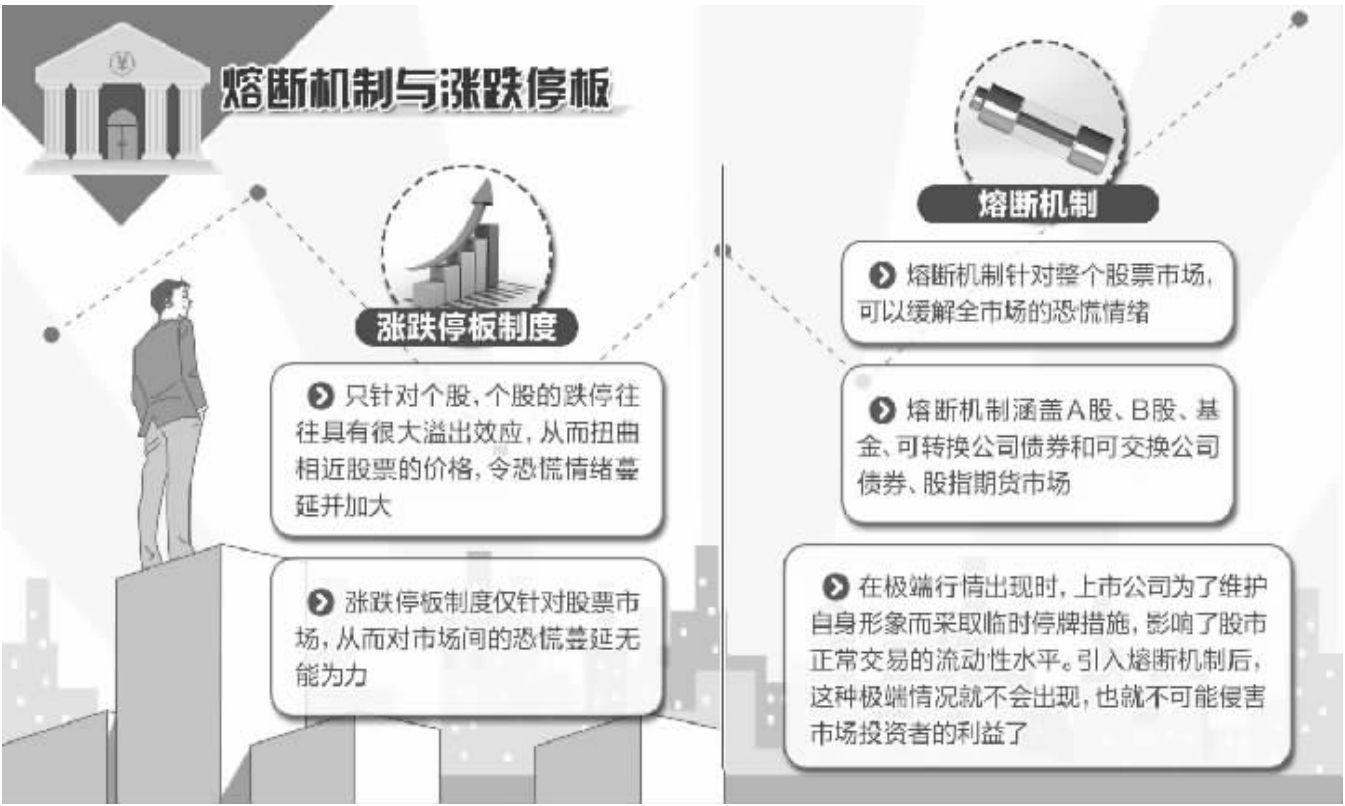 熔断机制与涨跌停板
涨跌停板制度
只针对个股,个股的跌停往
往具有很大溢出效应,从而扭曲
相近股票的价格,令恐慌情绪蔓
延并加大
涨跌停板制度仅针对股票市
场,从而对市场间的恐慌蔓延无
能为力
熔断机制
熔断机制针对整个股票市场,
可以缓解全市场的恐慌情绪
熔断机制涵盖A股、B股、基
金、可转换公司债券和可交换公司
债券、股指期货市场
在极端行情出现时,上市公司为了维护
自身形象而采取临时停牌措施,影响了股市
正常交易的流动性水平。引入熔断机制后,
这种极端情况就不会出现,也就不可能侵害
市场投资者的利益了